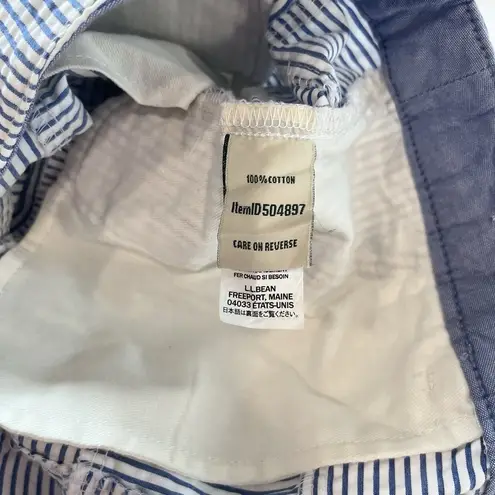 100% COTTON
ItemID504897
CARE ON REVERSE
FER CHAUD SI BESOIN
L.L.BEAN
FREEPORT, MAINE
04033 ÉTATS-UNIS
日本語は裏面をご覧ください。